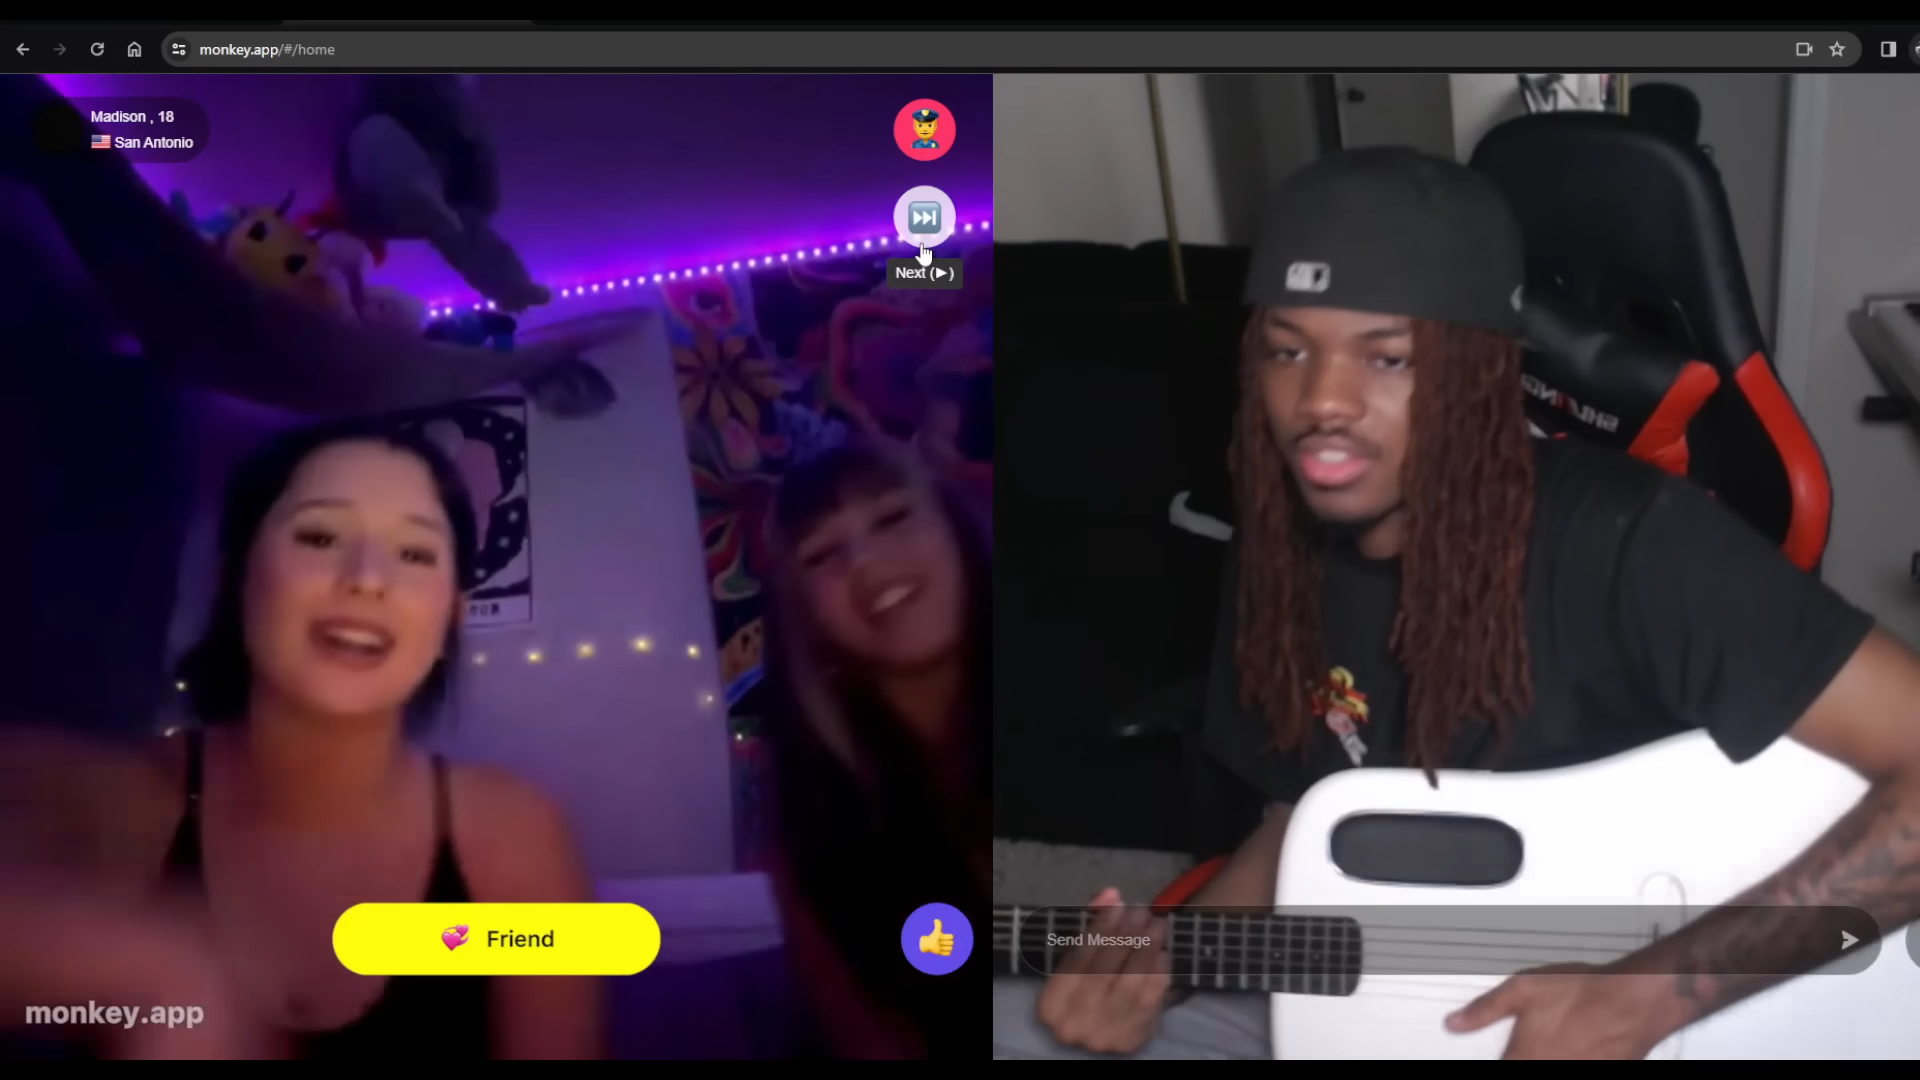 monkey.app/#/home
Madison , 18
San Antonio
Next (▶)
Friend
Send Message
monkey.app